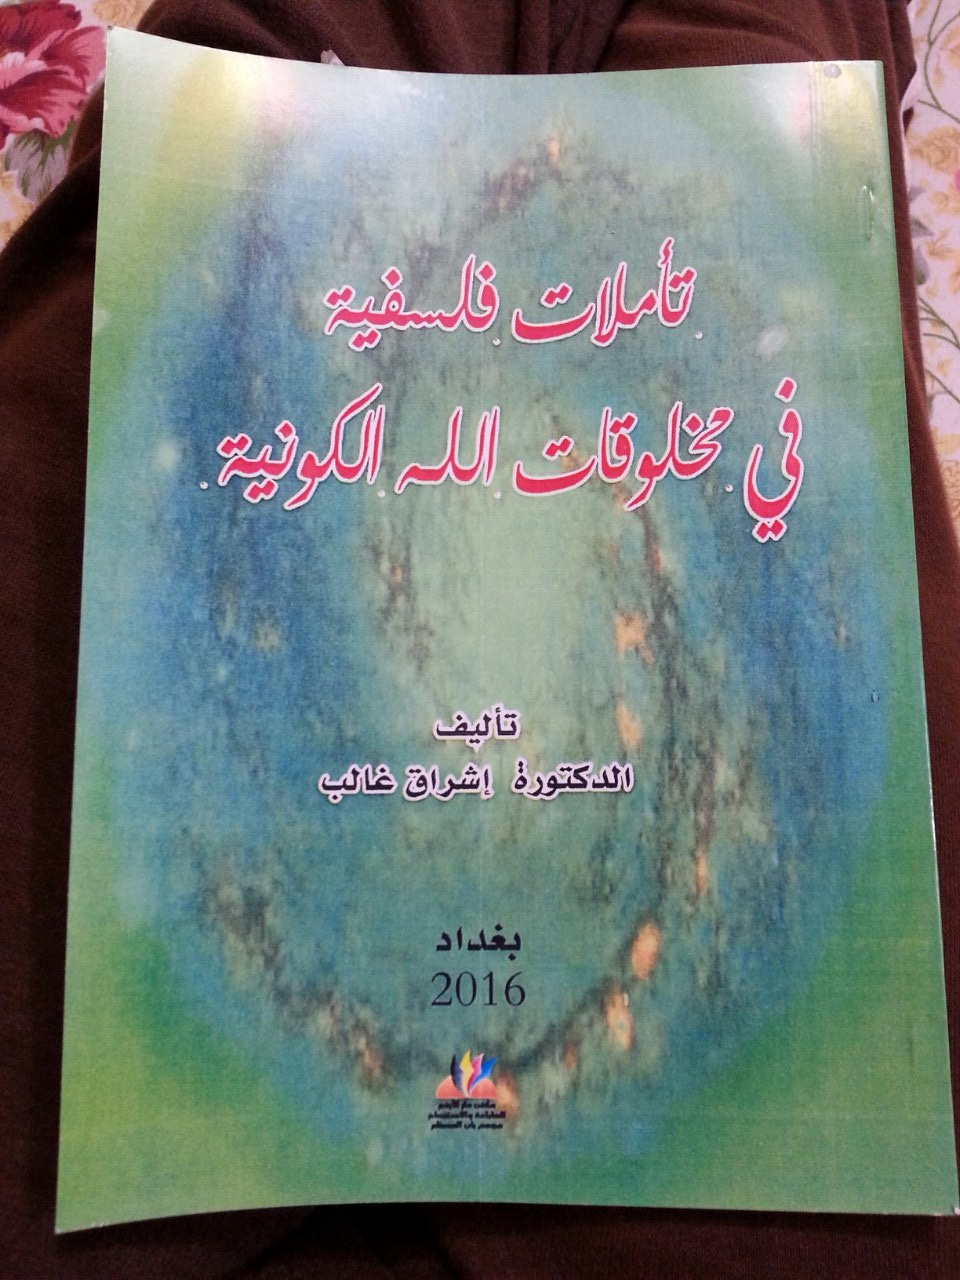 تأملات فلسفية
في مخلوقات الله الكونية
تأليف
الدكتورة إشراق غالب
بغداد
2016